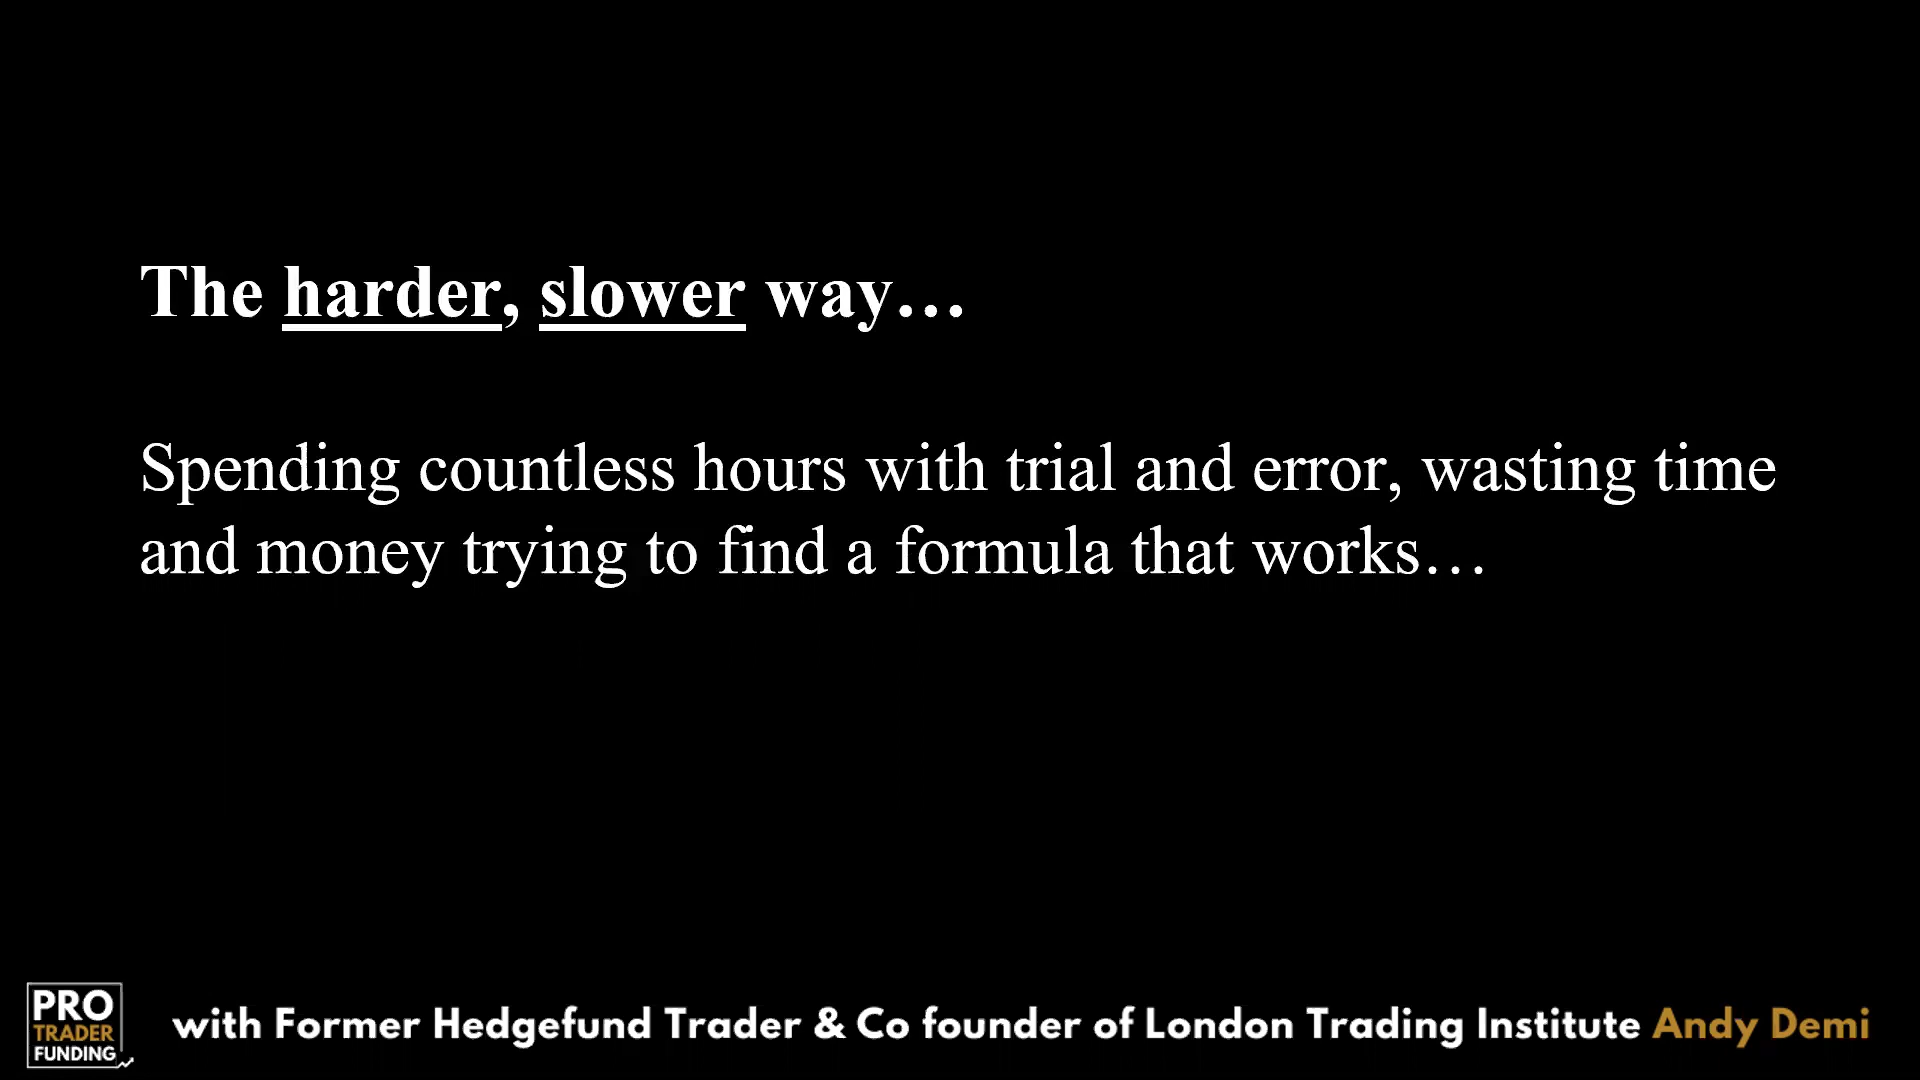 The harder, slower way…
Spending countless hours with trial and error, wasting time
and money trying to find a formula that works…
PRO
TRADER
FUNDING
with Former Hedgefund Trader & Co founder of London Trading Institute Andy Demi